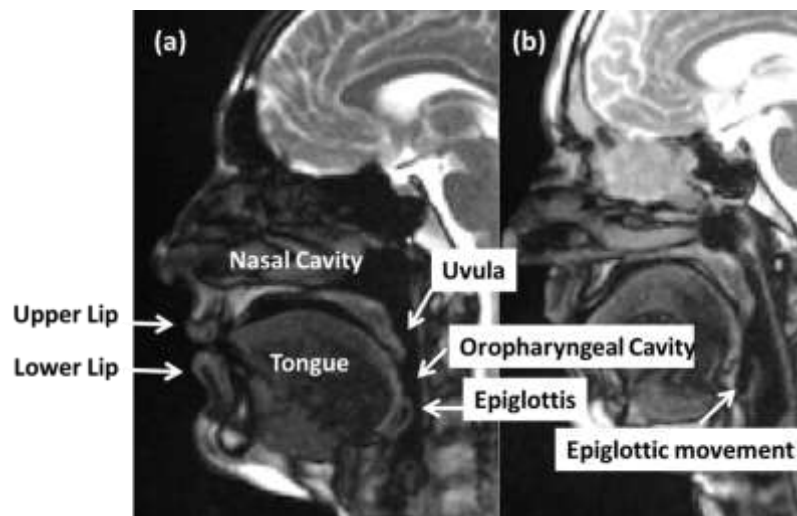 (a)
(b)
Nasal Cavity
Uvula
Upper Lip
Oropharyngeal Cavity
Lower Lip
Tongue
Epiglottis
Epiglottic movement